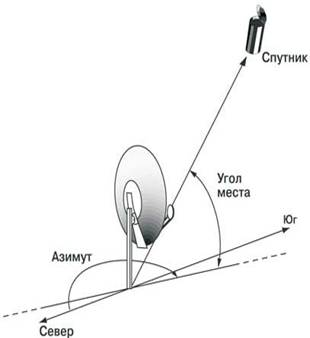 Спутник
Угол
места
Юг
Азимут
Север